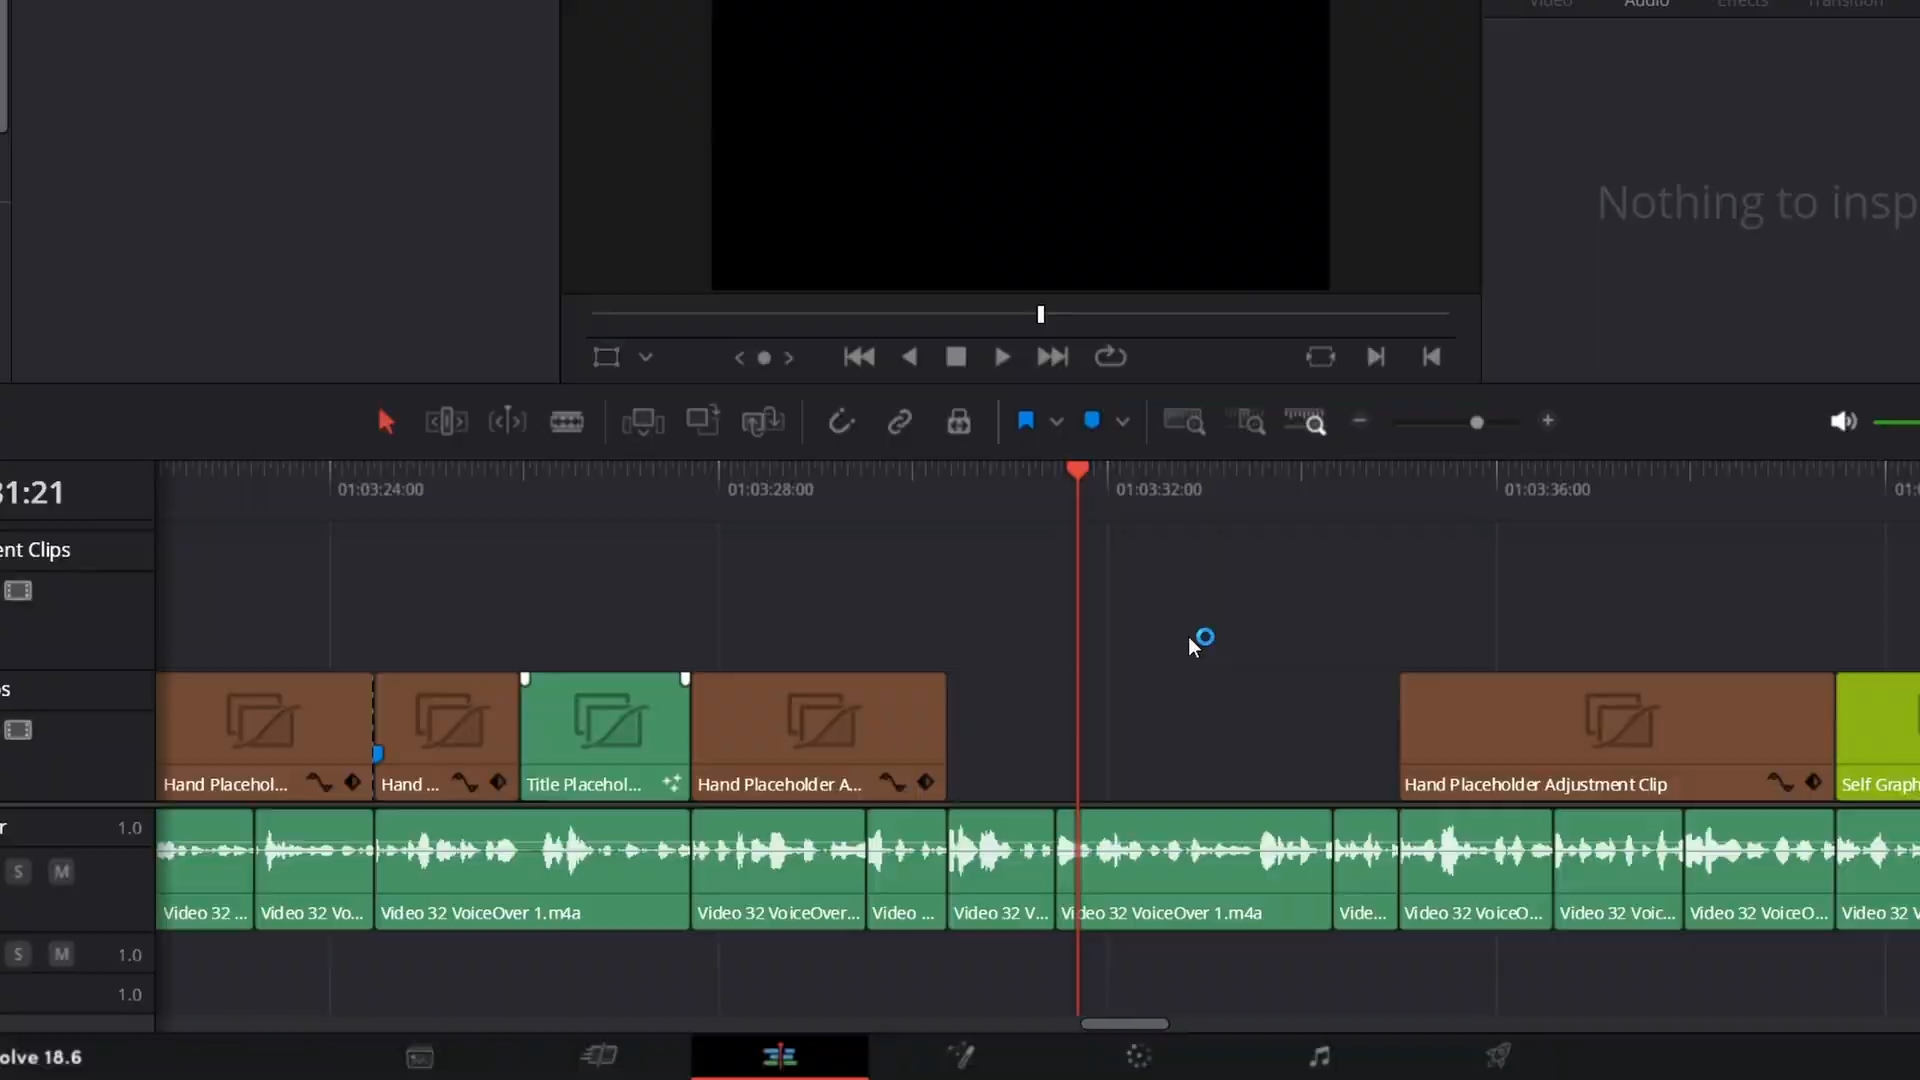 Video Audio Effects Transition
Nothing to insp
31:21
01:03:24:00 01:03:28:00 01:03:32:00 01:03:36:00 01:0
ent Clips
os
Hand Placehol... Hand ... Title Placehol... Hand Placeholder A... Hand Placeholder Adjustment Clip Self Graph
r 1.0
S M
Video 32 ... Video 32 Vo... Video 32 VoiceOver 1.m4a Video 32 VoiceOver... Video ... Video 32 V... Video 32 VoiceOver 1.m4a Vide... Video 32 VoiceO... Video 32 Voic... Video 32 VoiceO... Video 32 V
S M 1.0
1.0
olve 18.6